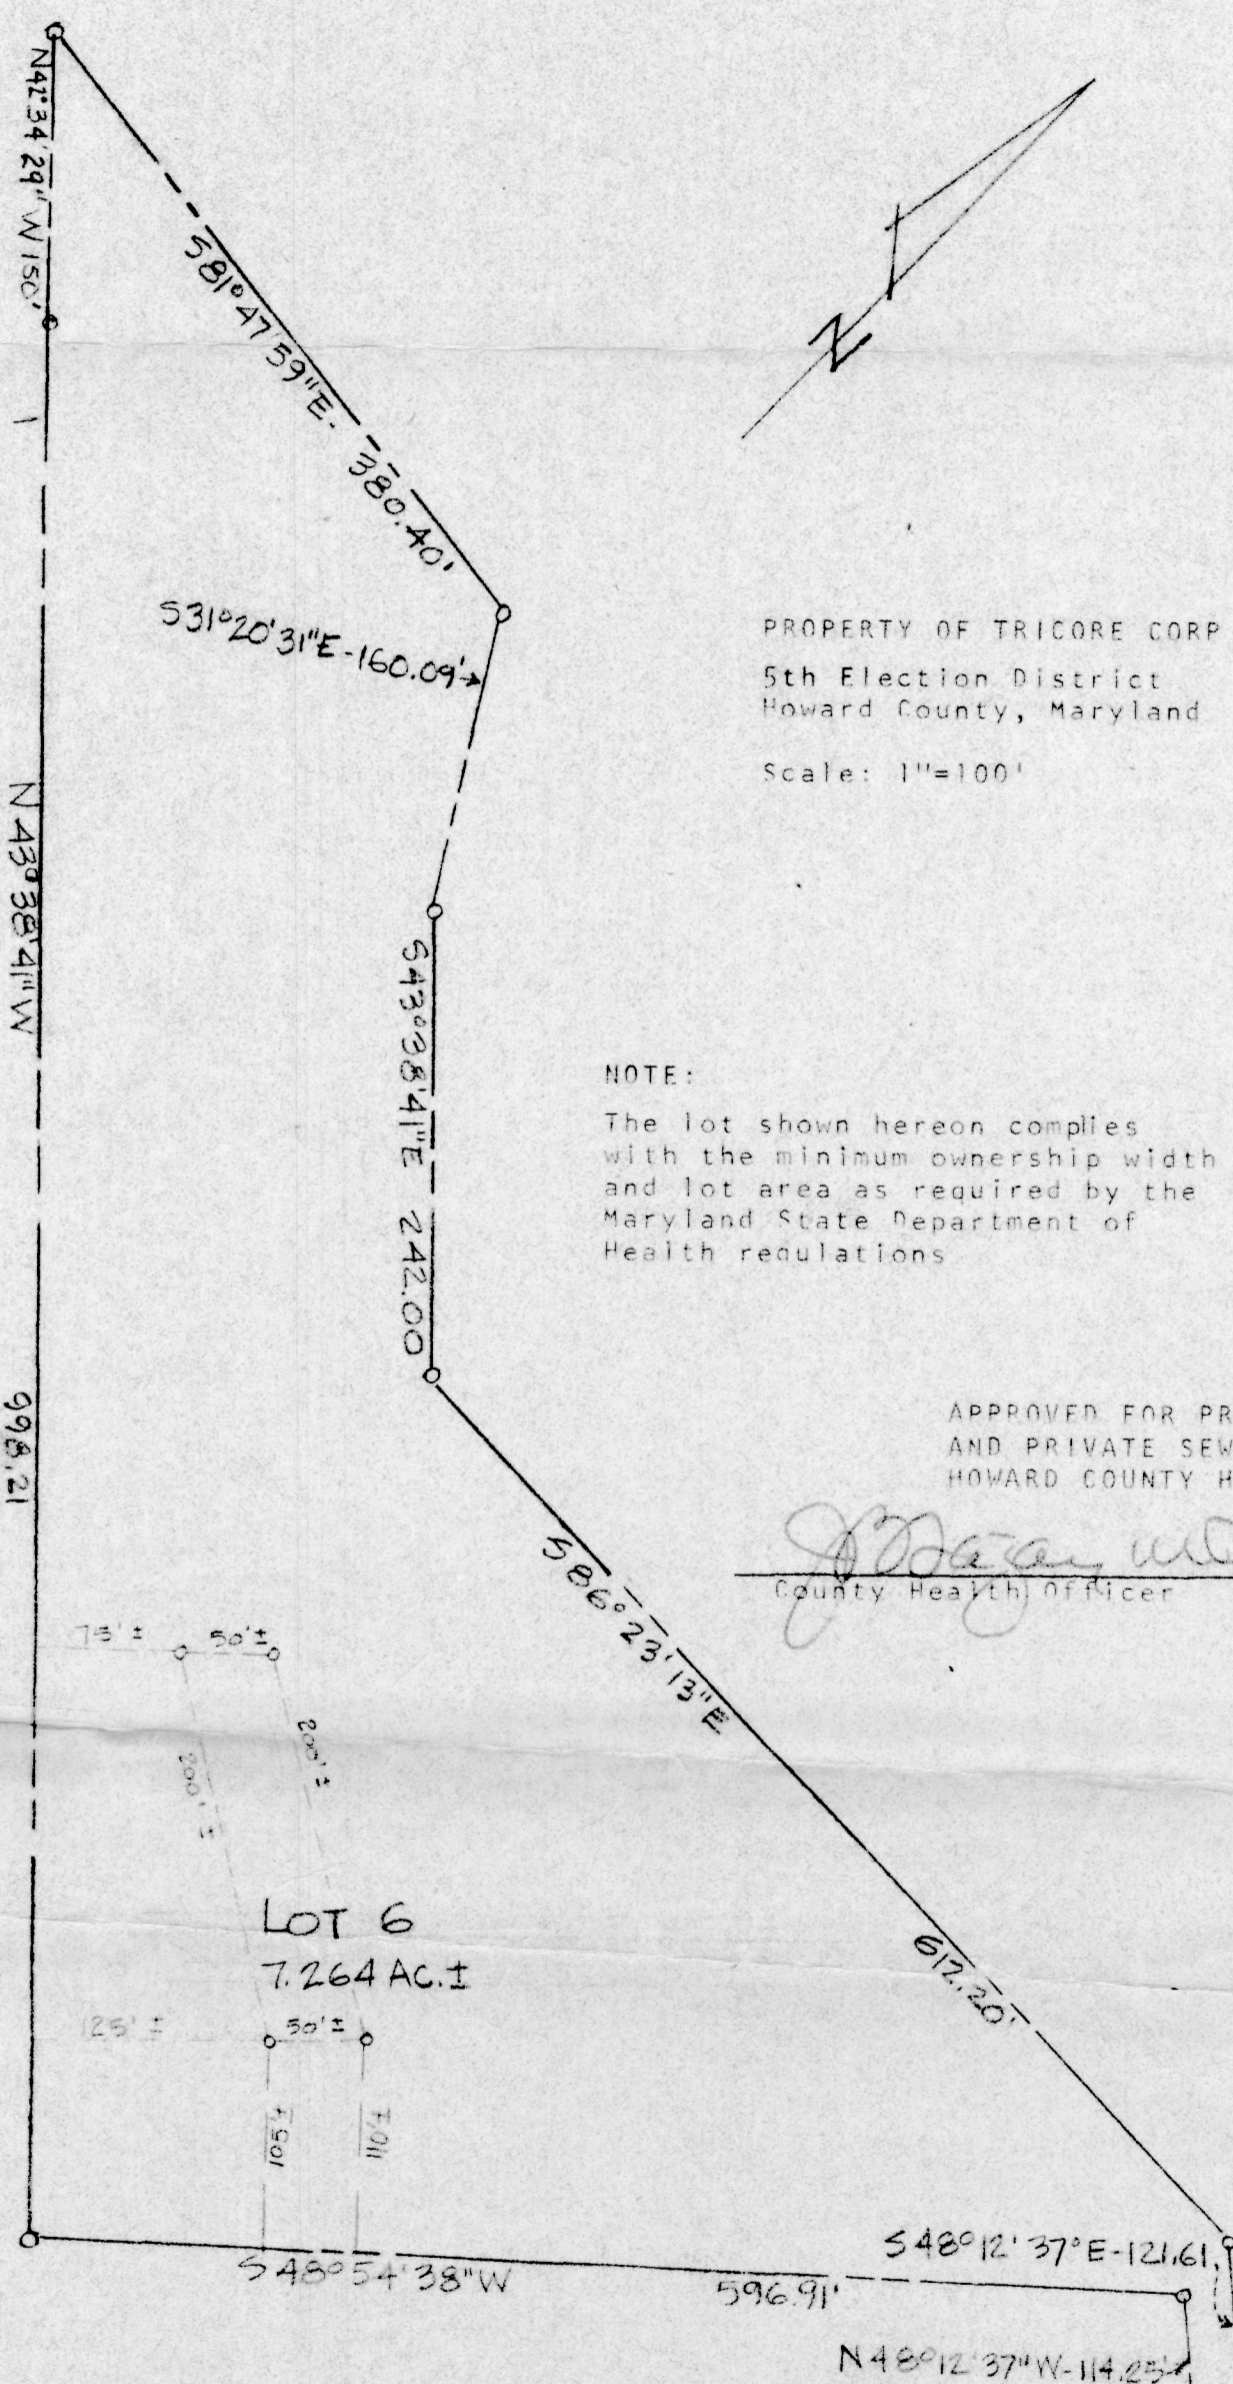 N42°34'29"W 150'
S81°47'59"E - 380.40'
S31°20'31"E-160.09'
N
PROPERTY OF TRICORE CORP
5th Election District
Howard County, Maryland
Scale: 1"=100'
N 43°38'41"W
998.21
S43°38'41"E 242.00
NOTE:
The lot shown hereon complies
with the minimum ownership width
and lot area as required by the
Maryland State Department of
Health regulations
APPROVED FOR PR
AND PRIVATE SEW
HOWARD COUNTY H
County Health Officer
S86°23'13"E
612.20'
75'±
50'±
200'±
200'±
LOT 6
7.264 AC.±
125'±
50'±
105'±
110'±
S48°12'37°E-121.61
S48°54'38"W
596.91'
N48°12'37"W-114.25'